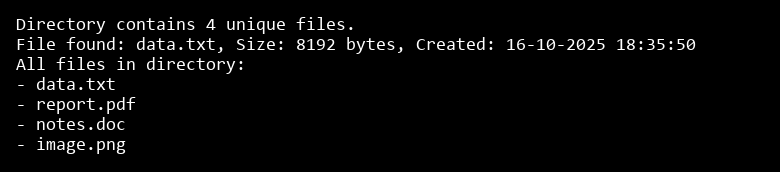 Directory contains 4 unique files.
File found: data.txt, Size: 8192 bytes, Created: 16-10-2025 18:35:50
All files in directory:
- data.txt
- report.pdf
- notes.doc
- image.png